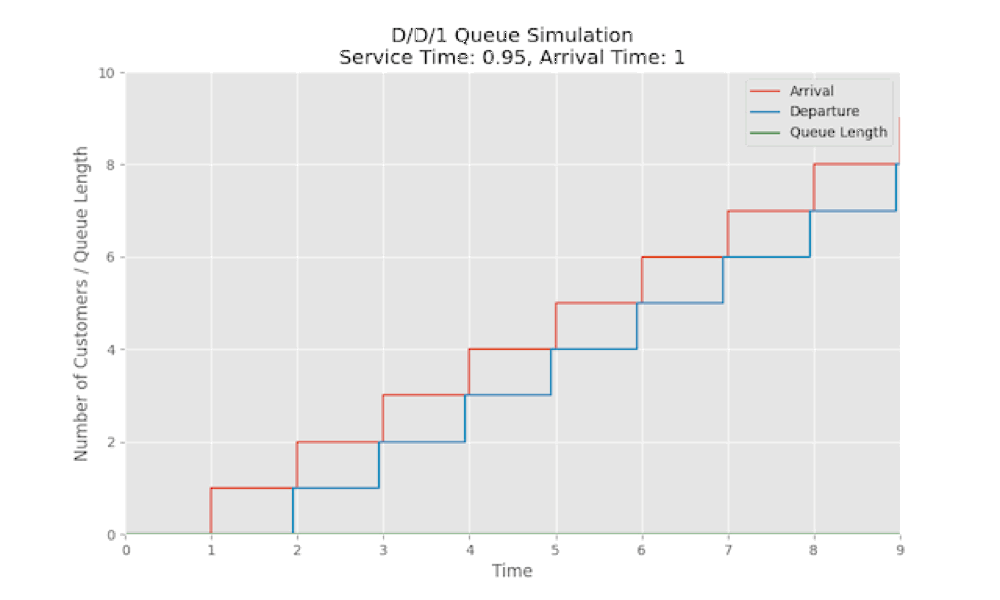 D/D/1 Queue Simulation
Service Time: 0.95, Arrival Time: 1
Arrival
Departure
Queue Length
Number of Customers / Queue Length
10
8
6
4
2
0
0 1 2 3 4 5 6 7 8 9
Time